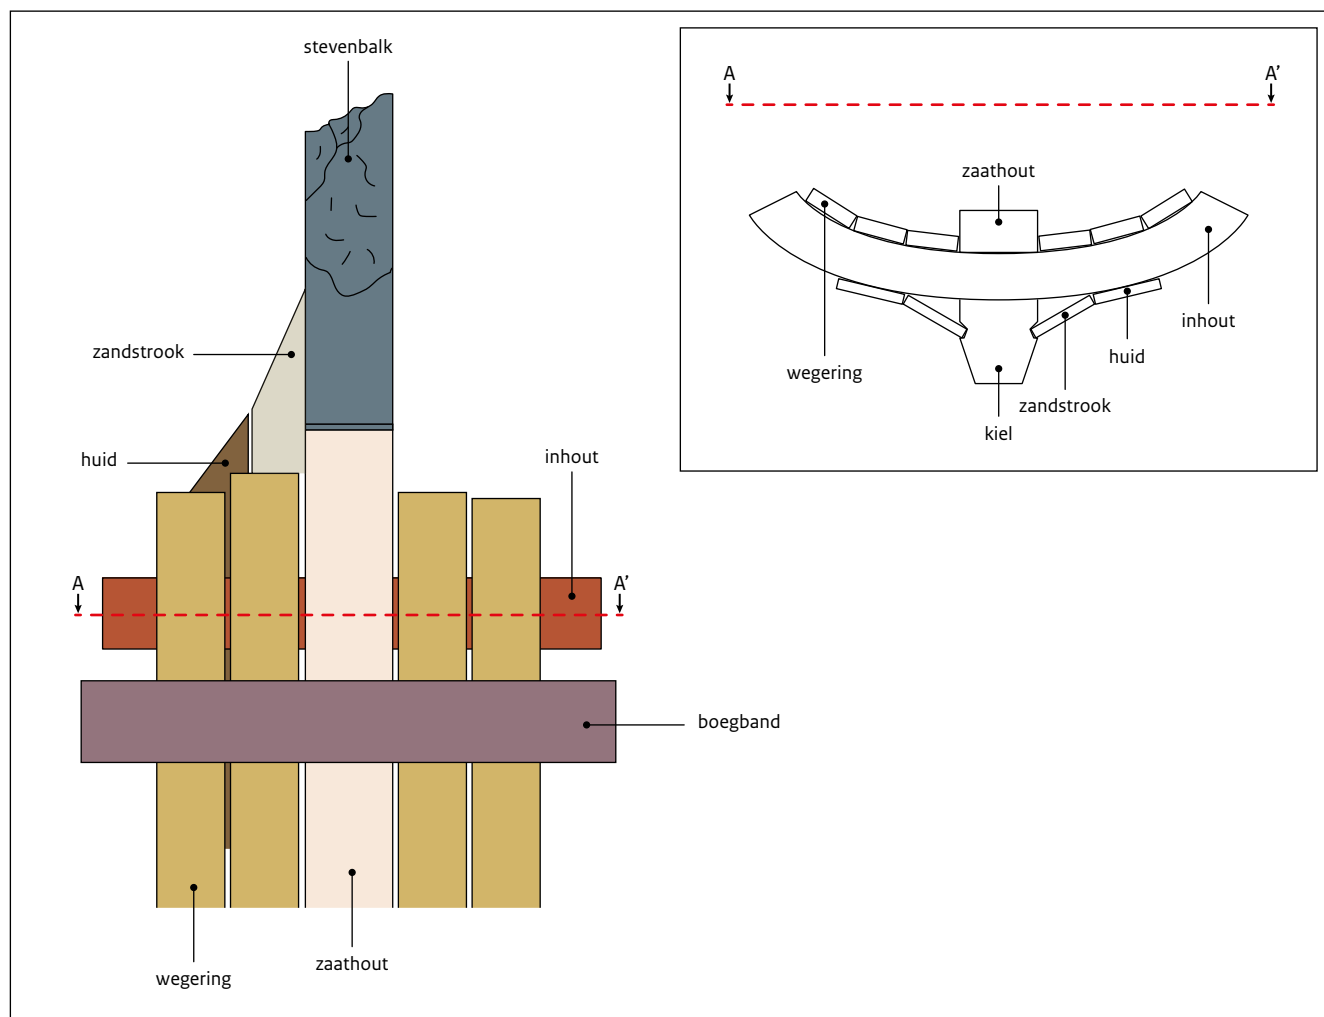 stevenbalk
zandstrook
huid
inhout
A
A'
boegband
wegering
zaathout
A
A'
zaathout
inhout
huid
wegering
zandstrook
kiel